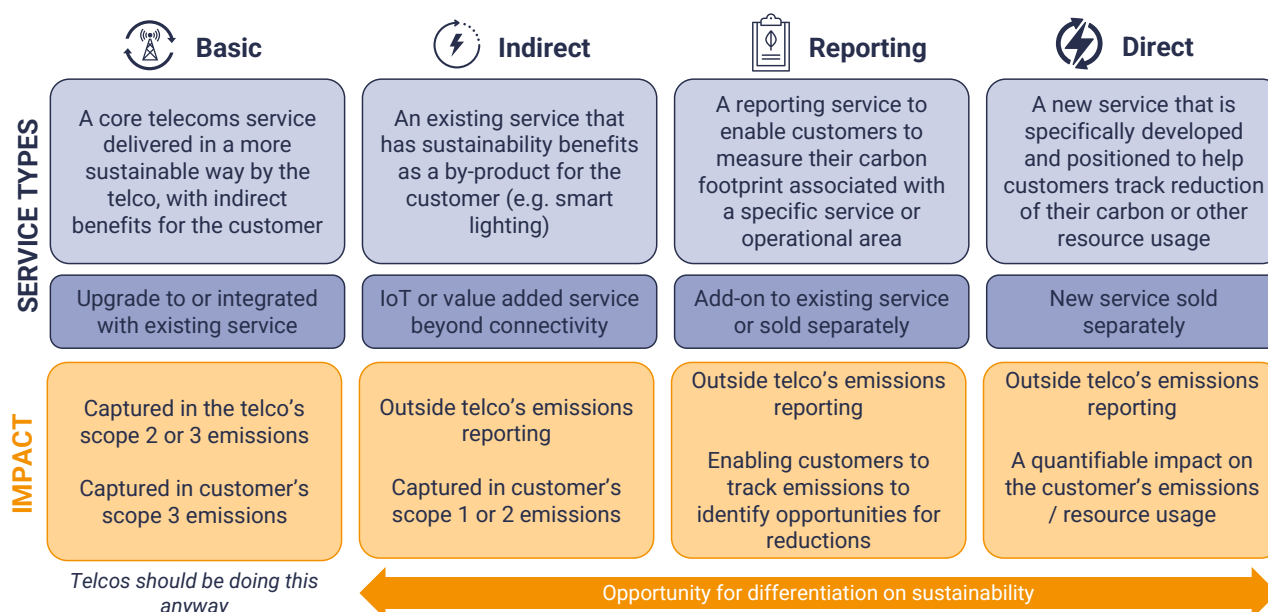 Basic
Indirect
Reporting
Direct
SERVICE TYPES
A core telecoms service
delivered in a more
sustainable way by the
telco, with indirect
benefits for the customer
An existing service that
has sustainability benefits
as a by-product for the
customer (e.g. smart
lighting)
A reporting service to
enable customers to
measure their carbon
footprint associated with
a specific service or
operational area
A new service that is
specifically developed
and positioned to help
customers track reduction
of their carbon or other
resource usage
Upgrade to or integrated
with existing service
IoT or value added service
beyond connectivity
Add-on to existing service
or sold separately
New service sold
separately
IMPACT
Captured in the telco’s
scope 2 or 3 emissions
Captured in customer’s
scope 3 emissions
Outside telco’s emissions
reporting
Captured in customer’s
scope 1 or 2 emissions
Outside telco’s emissions
reporting
Enabling customers to
track emissions to
identify opportunities for
reductions
Outside telco’s emissions
reporting
A quantifiable impact on
the customer’s emissions
/ resource usage
Telcos should be doing this
anyway
Opportunity for differentiation on sustainability